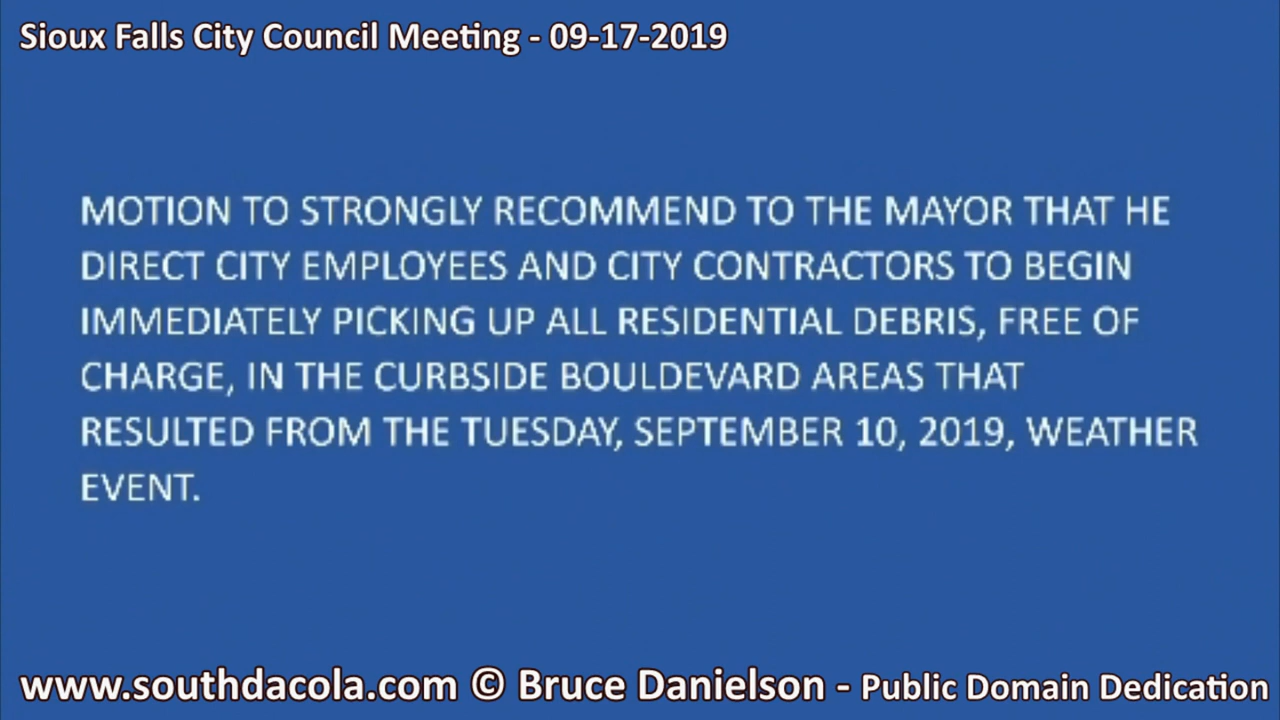 Sioux Falls City Council Meeting - 09-17-2019
MOTION TO STRONGLY RECOMMEND TO THE MAYOR THAT HE
DIRECT CITY EMPLOYEES AND CITY CONTRACTORS TO BEGIN
IMMEDIATELY PICKING UP ALL RESIDENTIAL DEBRIS, FREE OF
CHARGE, IN THE CURBSIDE BOULDEVARD AREAS THAT
RESULTED FROM THE TUESDAY, SEPTEMBER 10, 2019, WEATHER
EVENT.
www.southdacola.com © Bruce Danielson - Public Domain Dedication